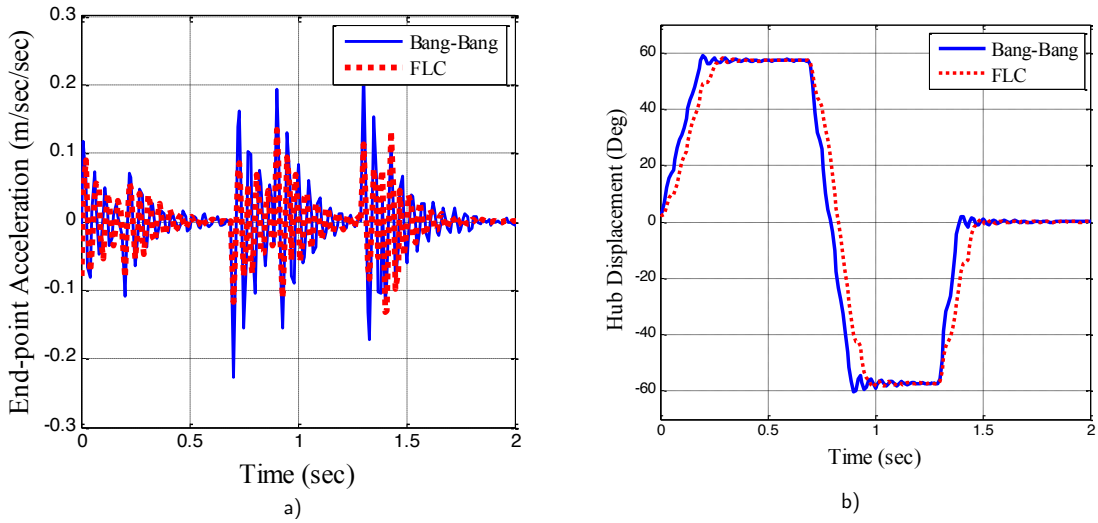 0.3
0.2
0.1
0
-0.1
-0.2
-0.3
End-point Acceleration (m/sec/sec)
Bang-Bang
FLC
0 0.5 1 1.5 2
Time (sec)
a)
60
40
20
0
-20
-40
-60
Hub Displacement (Deg)
Bang-Bang
FLC
0 0.5 1 1.5 2
Time (sec)
b)